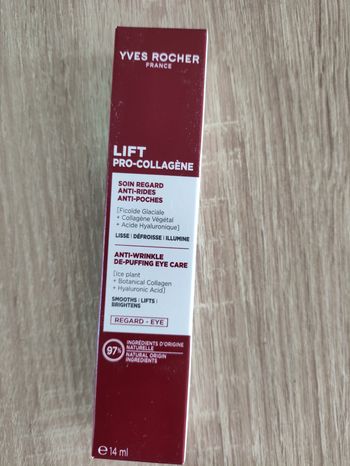 YVES ROCHER
FRANCE
LIFT
PRO-COLLAGÈNE
SOIN REGARD
ANTI-RIDES
ANTI-POCHES
[Ficoïde Glaciale
+ Collagène Végétal
+ Acide Hyaluronique]
LISSE | DÉFROISSE | ILLUMINE
ANTI-WRINKLE
DE-PUFFING EYE CARE
[Ice plant
+ Botanical Collagen
+ Hyaluronic Acid]
SMOOTHS | LIFTS |
BRIGHTENS
REGARD - EYE
97%
INGRÉDIENTS D'ORIGINE
NATURELLE
NATURAL ORIGIN
INGREDIENTS
℮ 14 ml